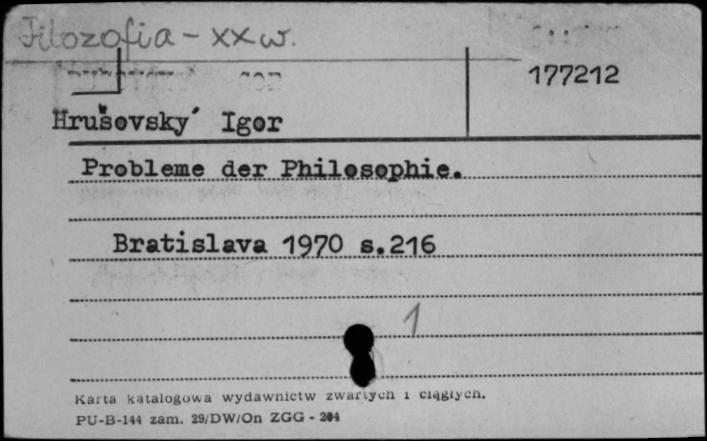 Filozofia - XX w.
177212
Hrušovský Igor
Probleme der Philosophie.
Bratislava 1970 s.216
1
Karta katalogowa wydawnictw zwartych i ciągłych.
PU-B-144 zam. 29/DW/On ZGG - 204